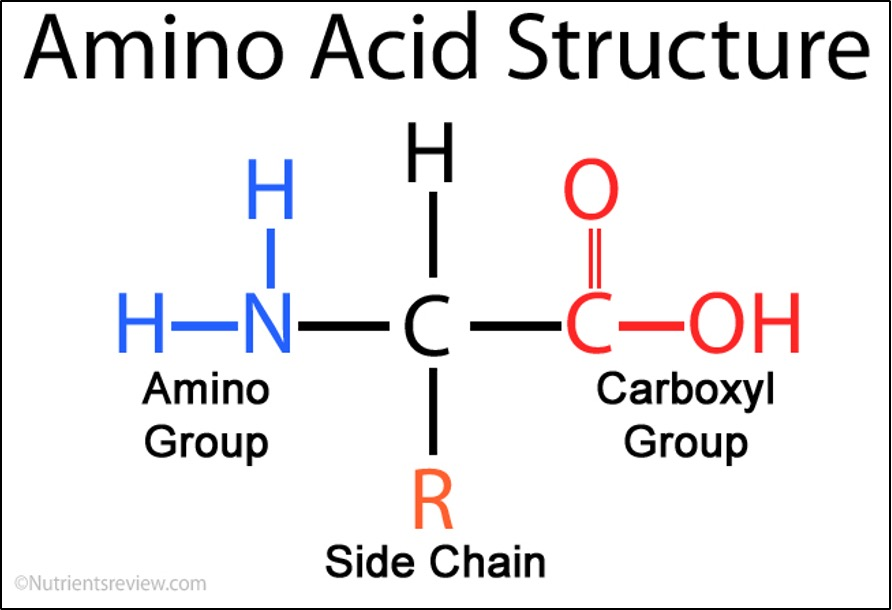 Amino Acid Structure
H
H
O
H N C C OH
Amino
Group
Carboxyl
Group
R
Side Chain
©Nutrientsreview.com